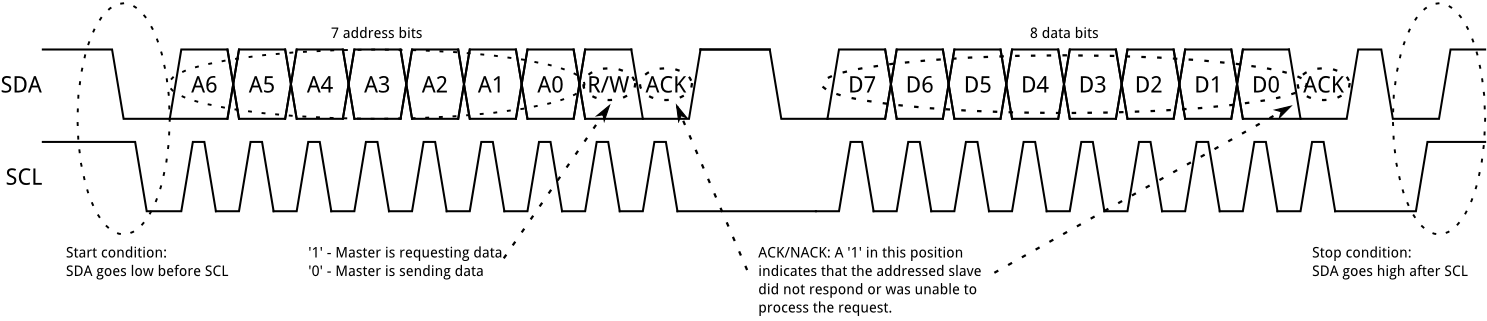 7 address bits
8 data bits
SDA
A6 A5 A4 A3 A2 A1 A0 R/W ACK
D7 D6 D5 D4 D3 D2 D1 D0 ACK
SCL
Start condition:
SDA goes low before SCL
'1' - Master is requesting data
'0' - Master is sending data
ACK/NACK: A '1' in this position
indicates that the addressed slave
did not respond or was unable to
process the request.
Stop condition:
SDA goes high after SCL